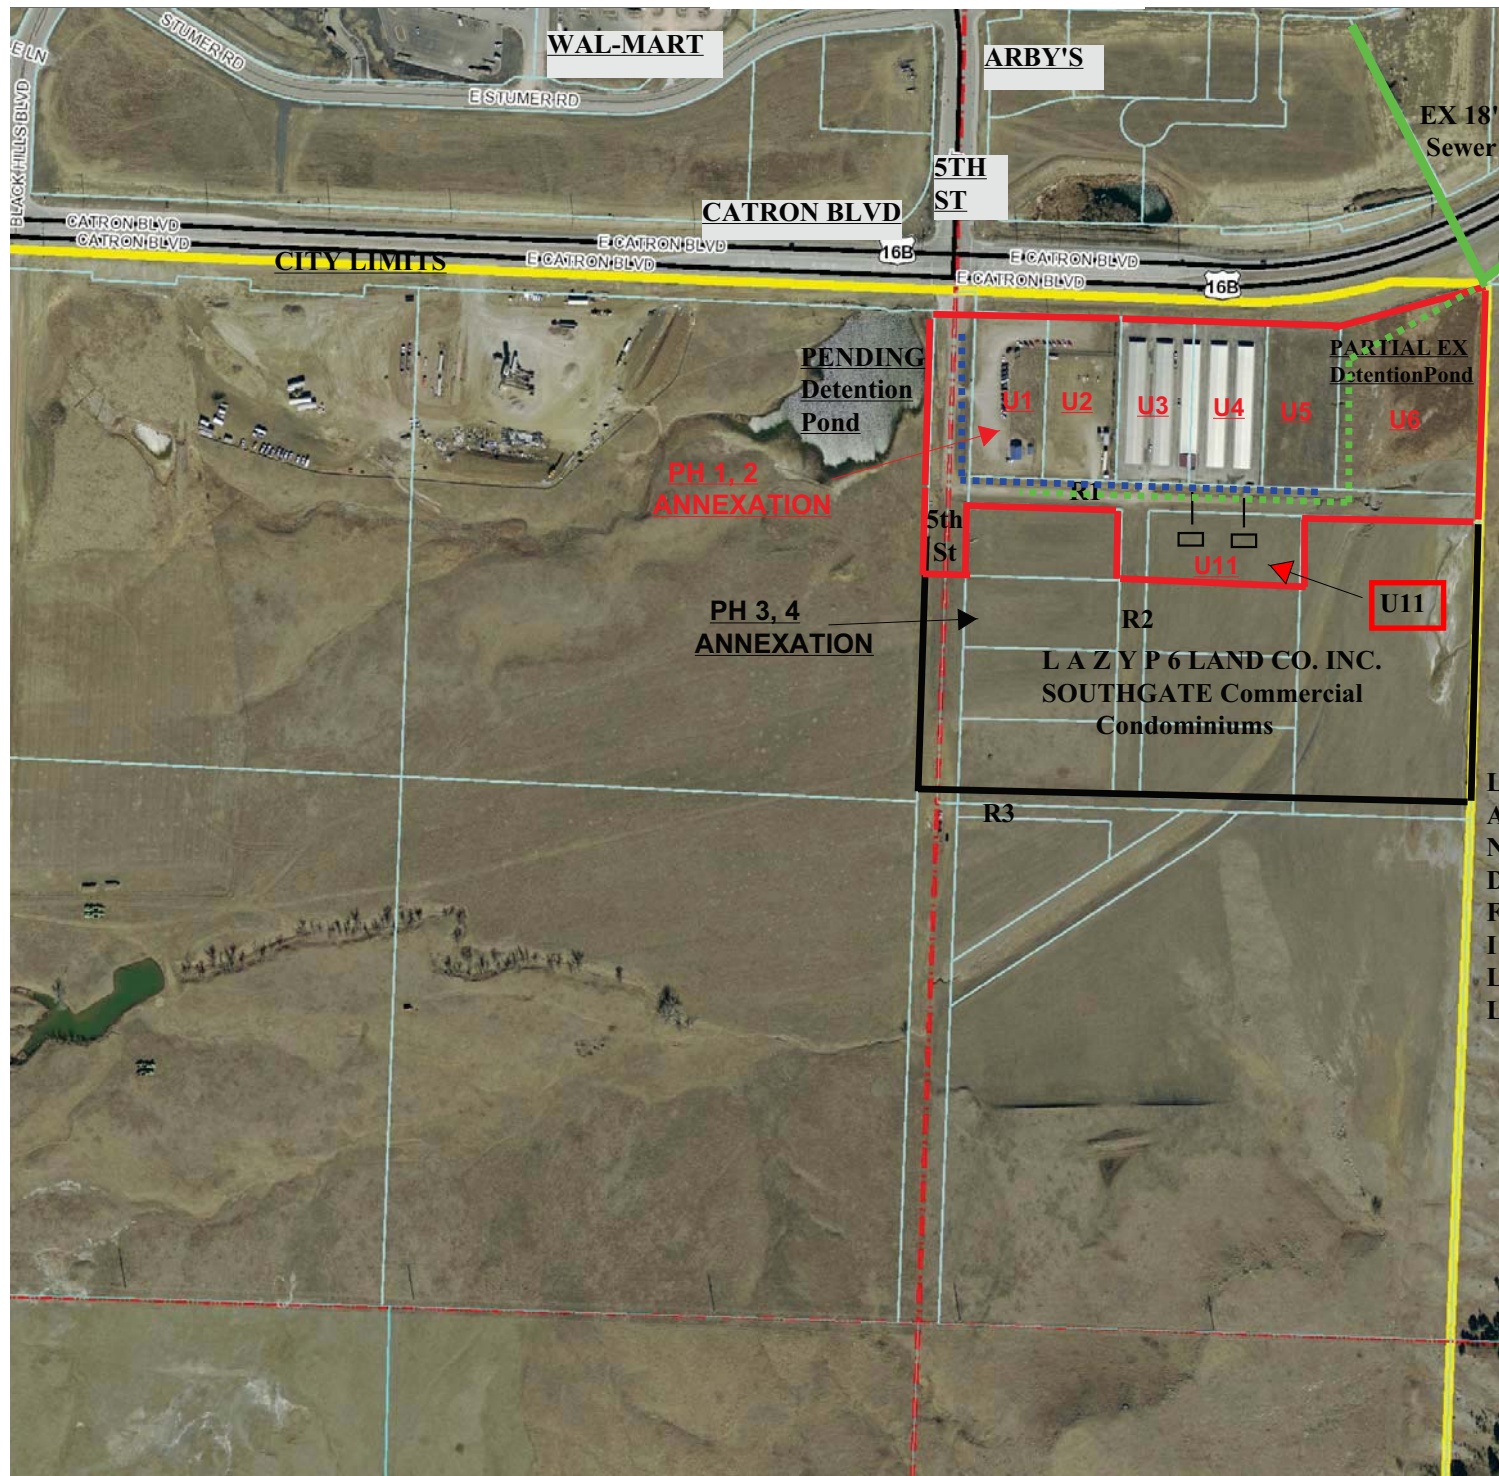 WAL-MART
ARBY'S
STUMER RD
E LN
E STUMER RD
BLACK HILLS BLVD
EX 18'
Sewer
5TH
ST
CATRON BLVD
CATRON BLVD
CATRON BLVD
E CATRON BLVD
E CATRON BLVD
16B
E CATRON BLVD
E CATRON BLVD
16B
CITY LIMITS
PENDING
Detention
Pond
PARTIAL EX
DetentionPond
U1
U2
U3
U4
U5
U6
PH 1, 2
ANNEXATION
R1
5th
St
U11
U11
PH 3, 4
ANNEXATION
R2
L A Z Y P 6 LAND CO. INC.
SOUTHGATE Commercial
Condominiums
R3
L
A
N
D
F
I
L
L